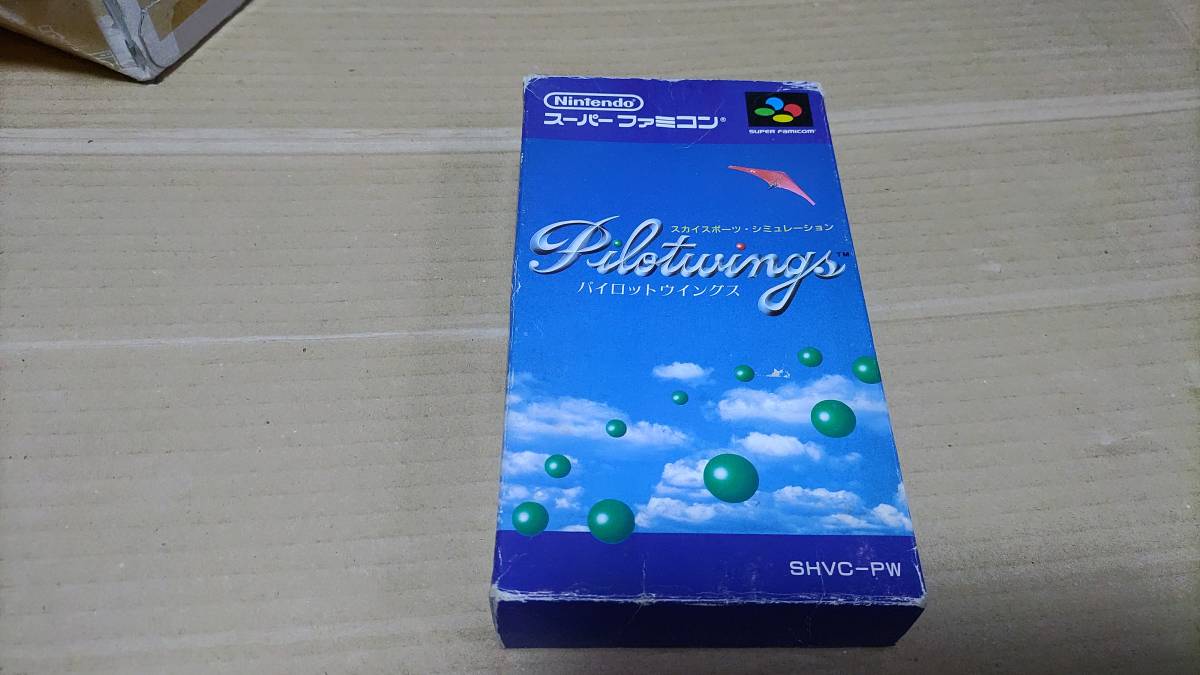 Nintendo®
スーパーファミコン®
SUPER FAMICOM™
スカイスポーツ・シミュレーション
Pilotwings™
パイロットウイングス
SHVC-PW